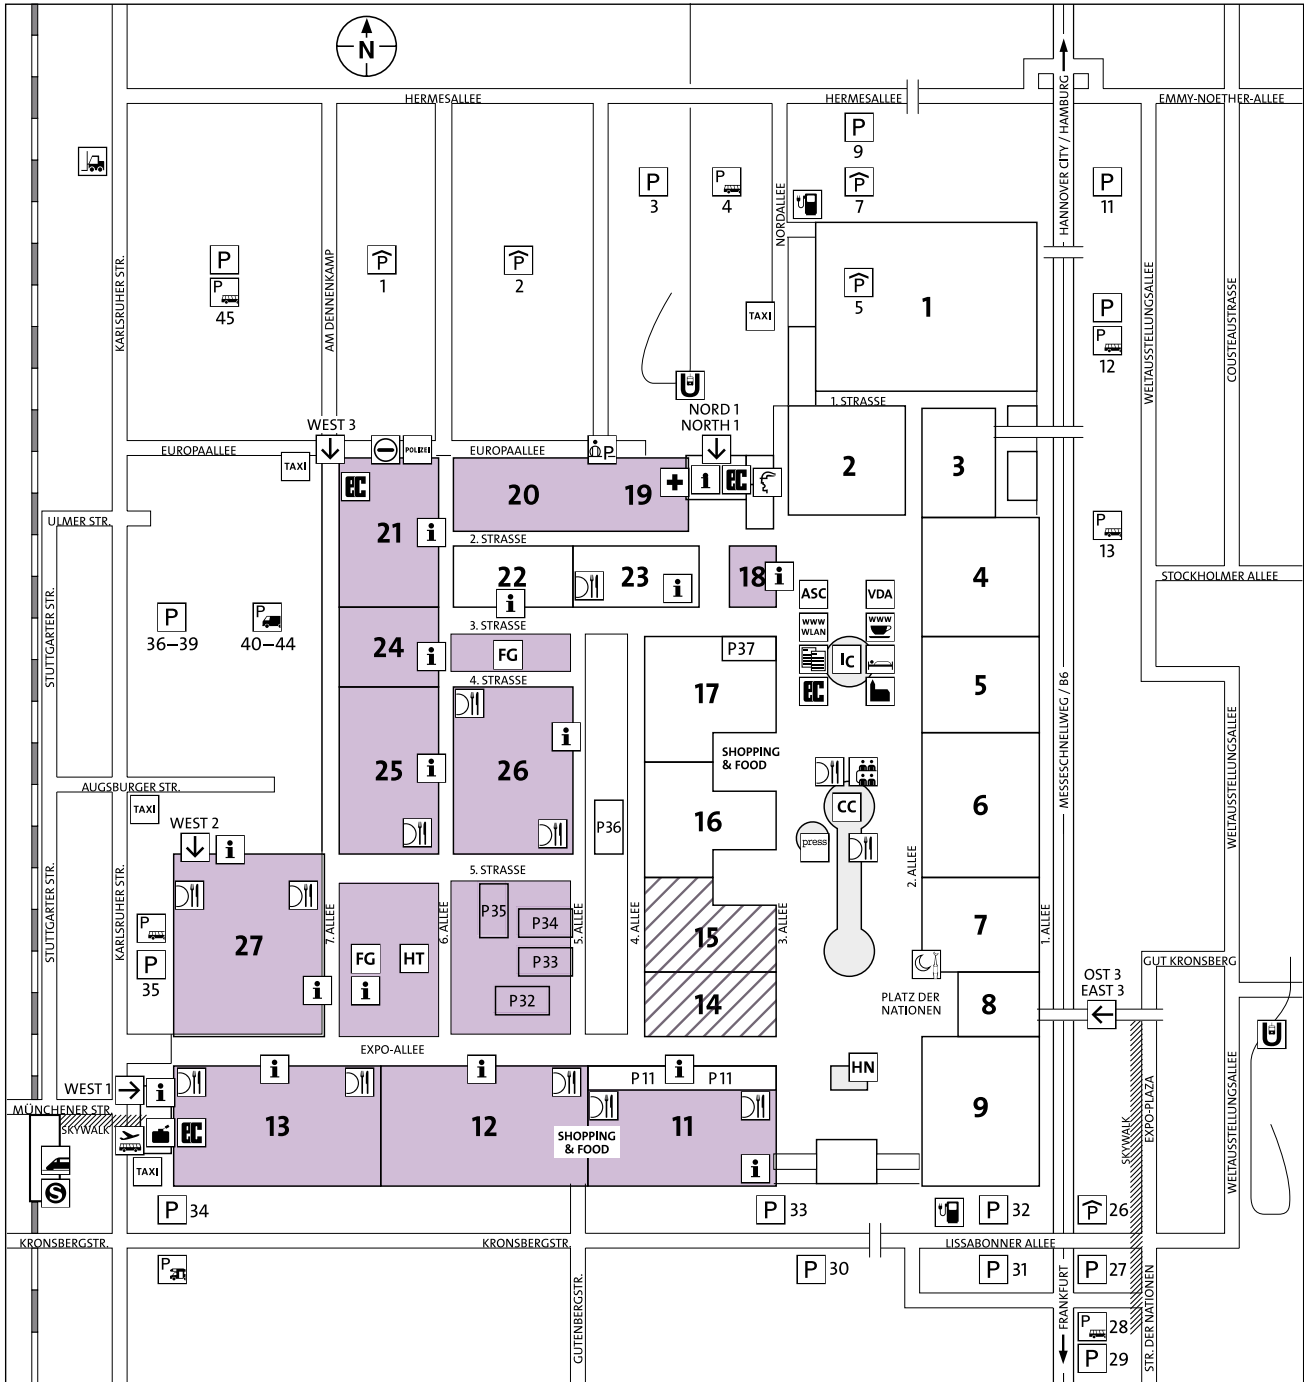 N
HERMESALLEE
HERMESALLEE
EMMY-NOETHER-ALLEE
HANNOVER CITY / HAMBURG
P
9
P
3
P
4
P
7
P
11
NORDALLEE
KARLSRUHER STR.
AM DENNENKAMP
P
P
45
P
1
P
2
P
5
1
TAXI
P
P
12
WELTAUSSTELLUNGSALLEE
COUSTEAUSTRASSE
U
1. STRASSE
NORD 1
NORTH 1
WEST 3
EUROPAALLEE
TAXI
POLIZEI
EUROPAALLEE
P
2
3
EC
20
19
i
EC
21
i
ULMER STR.
P
13
2. STRASSE
22
i
23
i
18
i
4
STOCKHOLMER ALLEE
ASC
VDA
WWW
WLAN
WWW
STUTTGARTER STR.
P
36–39
P
40–44
3. STRASSE
24
i
FG
P37
IC
EC
4. STRASSE
17
5
MESSESCHNELLWEG / B6
25
i
26
i
SHOPPING
& FOOD
WELTAUSSTELLUNGSALLEE
AUGSBURGER STR.
TAXI
CC
6
16
P36
press
WEST 2
i
5. STRASSE
2. ALLEE
STUTTGARTER STR.
KARLSRUHER STR.
P
P
35
27
i
7. ALLEE
FG
i
HT
6. ALLEE
P35
P34
P33
P32
5. ALLEE
4. ALLEE
15
14
3. ALLEE
7
1. ALLEE
PLATZ DER
NATIONEN
8
OST 3
EAST 3
GUT KRONSBERG
U
EXPO-ALLEE
WEST 1
i
i
13
i
12
P 11
i
P 11
11
i
HN
9
MÜNCHENER STR.
SKYWALK
EC
SHOPPING
& FOOD
TAXI
S
SKYWALK
EXPO-PLAZA
WELTAUSSTELLUNGSALLEE
P 34
P 33
P 32
P 26
KRONSBERGSTR.
KRONSBERGSTR.
LISSABONNER ALLEE
P
P 30
P 31
P 27
GUTENBERGSTR.
FRANKFURT
P 28
P 29
STR. DER NATIONEN